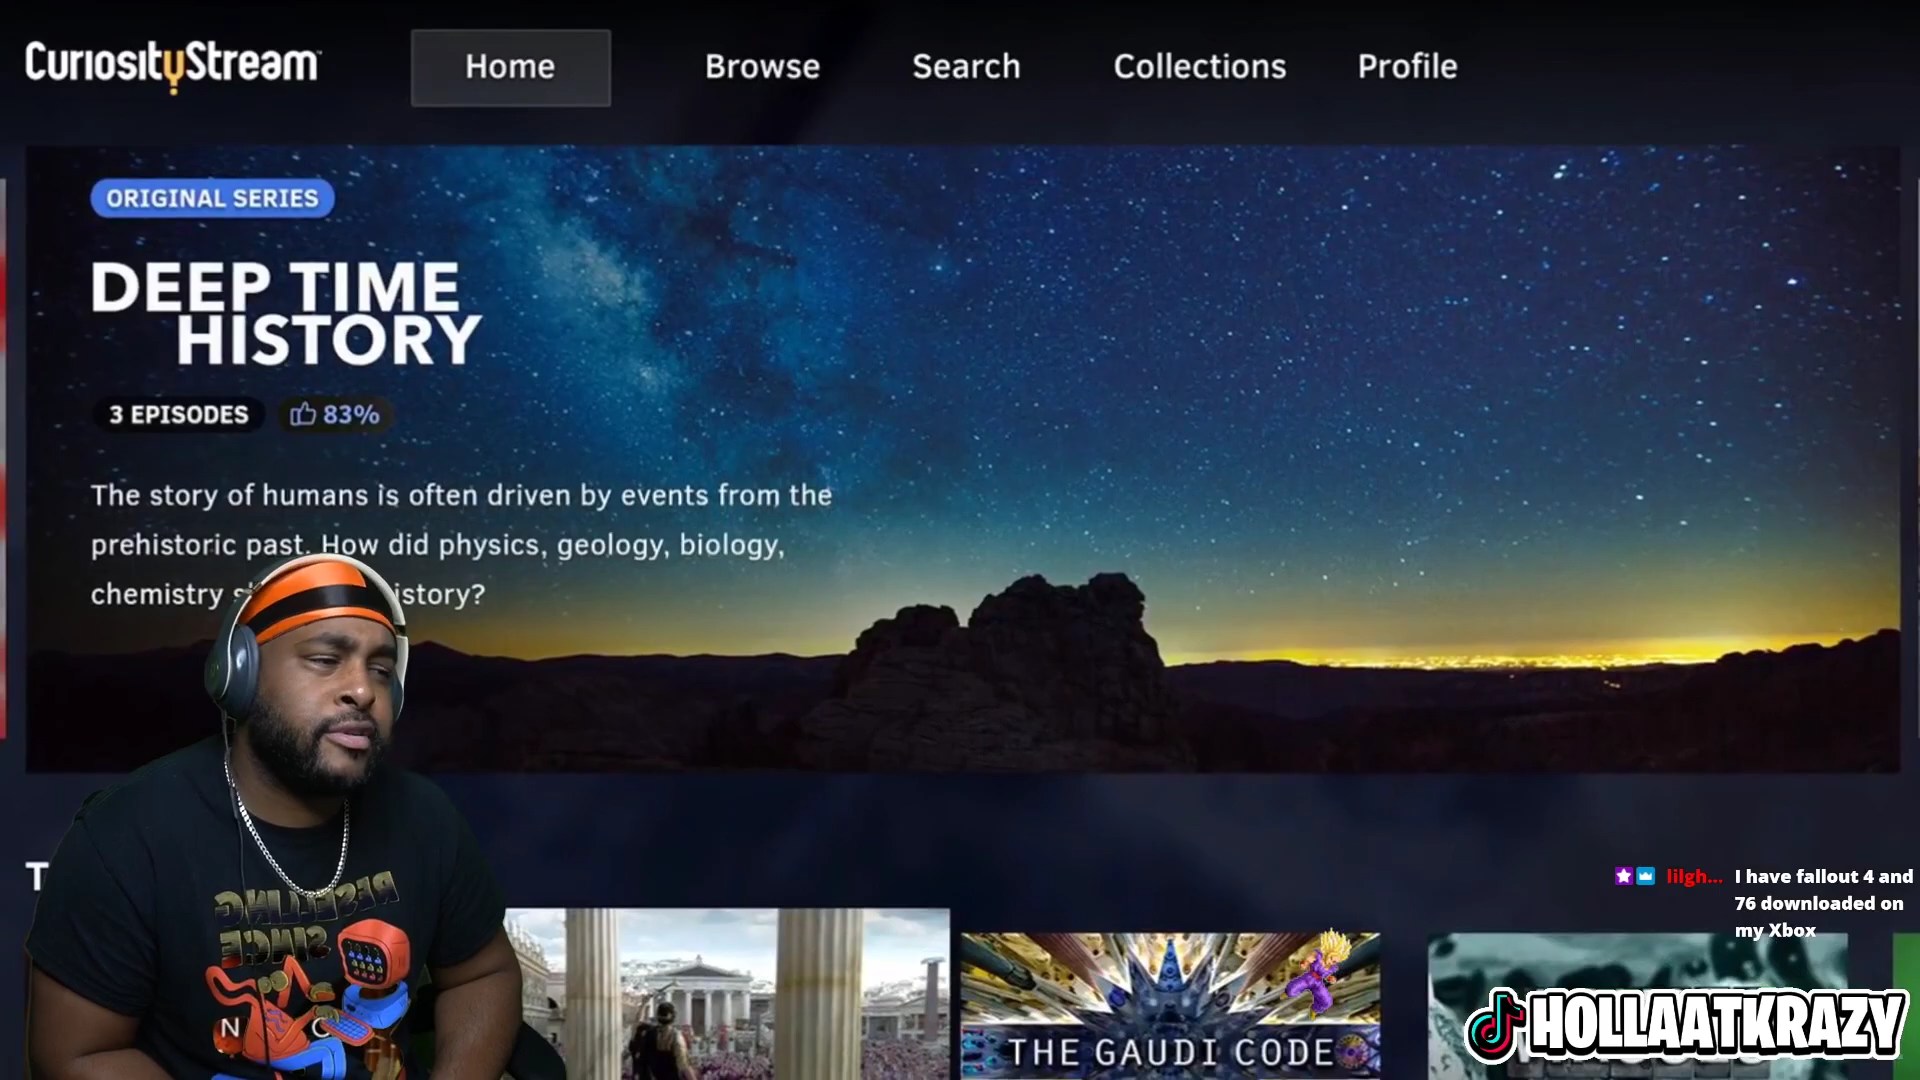 CuriosityStream
Home
Browse
Search
Collections
Profile
ORIGINAL SERIES
DEEP TIME
HISTORY
3 EPISODES
83%
The story of humans is often driven by events from the
prehistoric past. How did physics, geology, biology,
chemistry
RESELLING
SINCE
lilgh... I have fallout 4 and
76 downloaded on
my Xbox
THE GAUDI CODE
HOLLAATKRAZY